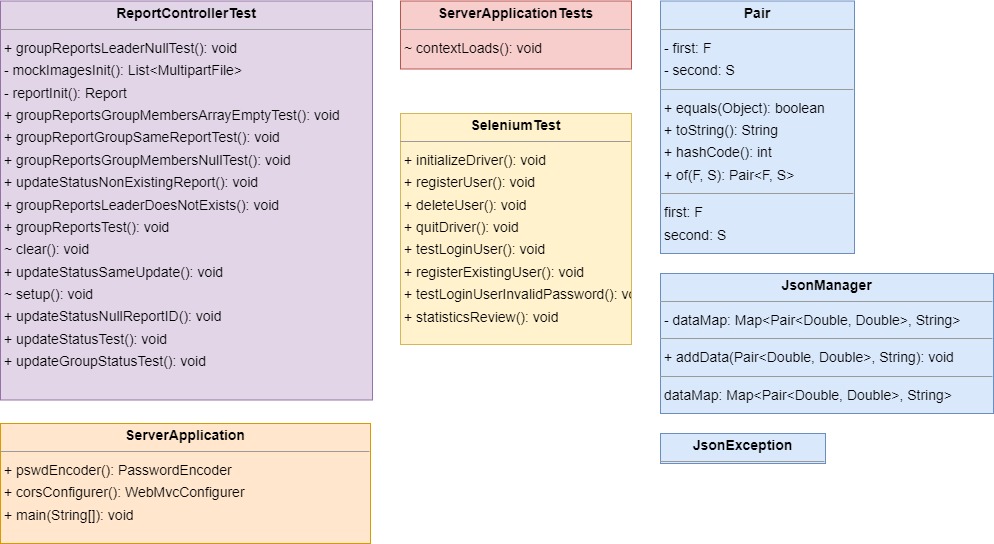 ReportControllerTest
+ groupReportsLeaderNullTest(): void
- mockImagesInit(): List<MultipartFile>
- reportInit(): Report
+ groupReportsGroupMembersArrayEmptyTest(): void
+ groupReportGroupSameReportTest(): void
+ groupReportsGroupMembersNullTest(): void
+ updateStatusNonExistingReport(): void
+ groupReportsLeaderDoesNotExists(): void
+ groupReportsTest(): void
~ clear(): void
+ updateStatusSameUpdate(): void
~ setup(): void
+ updateStatusNullReportID(): void
+ updateStatusTest(): void
+ updateGroupStatusTest(): void
ServerApplication
+ pswdEncoder(): PasswordEncoder
+ corsConfigurer(): WebMvcConfigurer
+ main(String[]): void
ServerApplicationTests
~ contextLoads(): void
SeleniumTest
+ initializeDriver(): void
+ registerUser(): void
+ deleteUser(): void
+ quitDriver(): void
+ testLoginUser(): void
+ registerExistingUser(): void
+ testLoginUserInvalidPassword():
+ statisticsReview(): void
Pair
- first: F
- second: S
+ equals(Object): boolean
+ toString(): String
+ hashCode(): int
+ of(F, S): Pair<F, S>
first: F
second: S
JsonManager
- dataMap: Map<Pair<Double, Double>, String>
+ addData(Pair<Double, Double>, String): void
dataMap: Map<Pair<Double, Double>, String>
JsonException